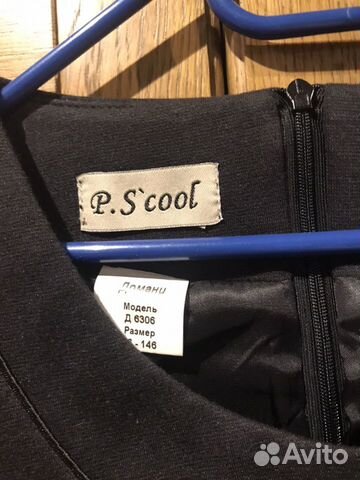 P.S`cool
Домани
Модель
Д 6306
Размер
- 146
Avito